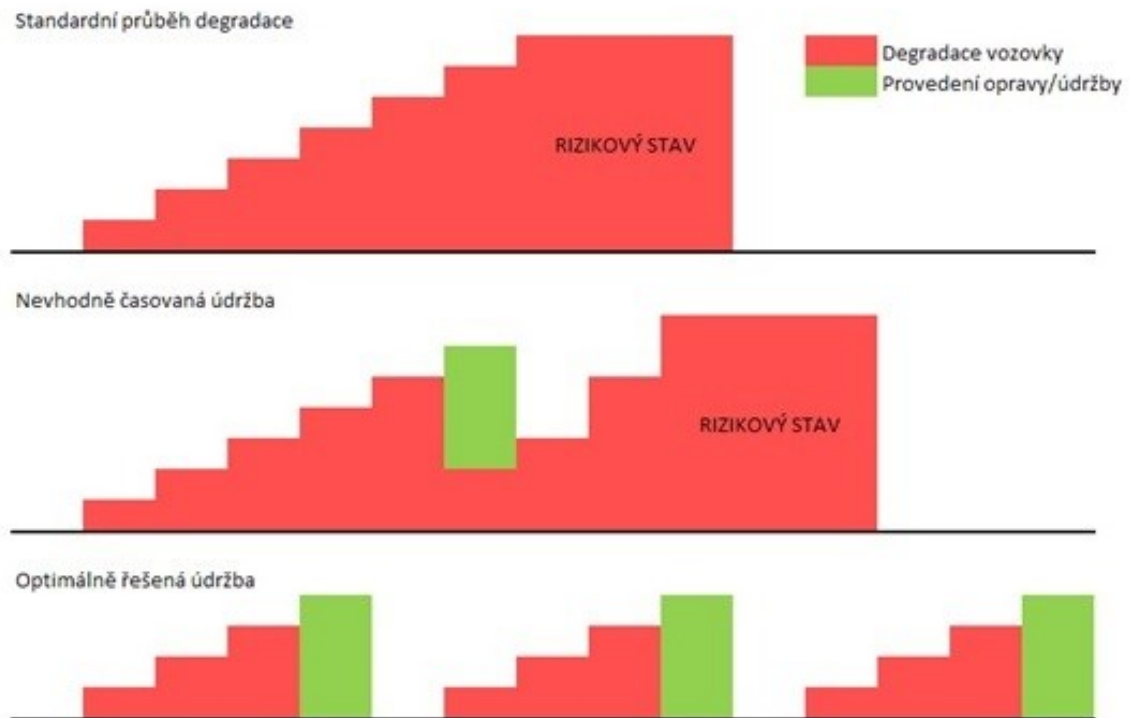 Standardní průběh degradace
Degradace vozovky
Provedení opravy/údržby
RIZIKOVÝ STAV
Nevhodně časovaná údržba
RIZIKOVÝ STAV
Optimálně řešená údržba